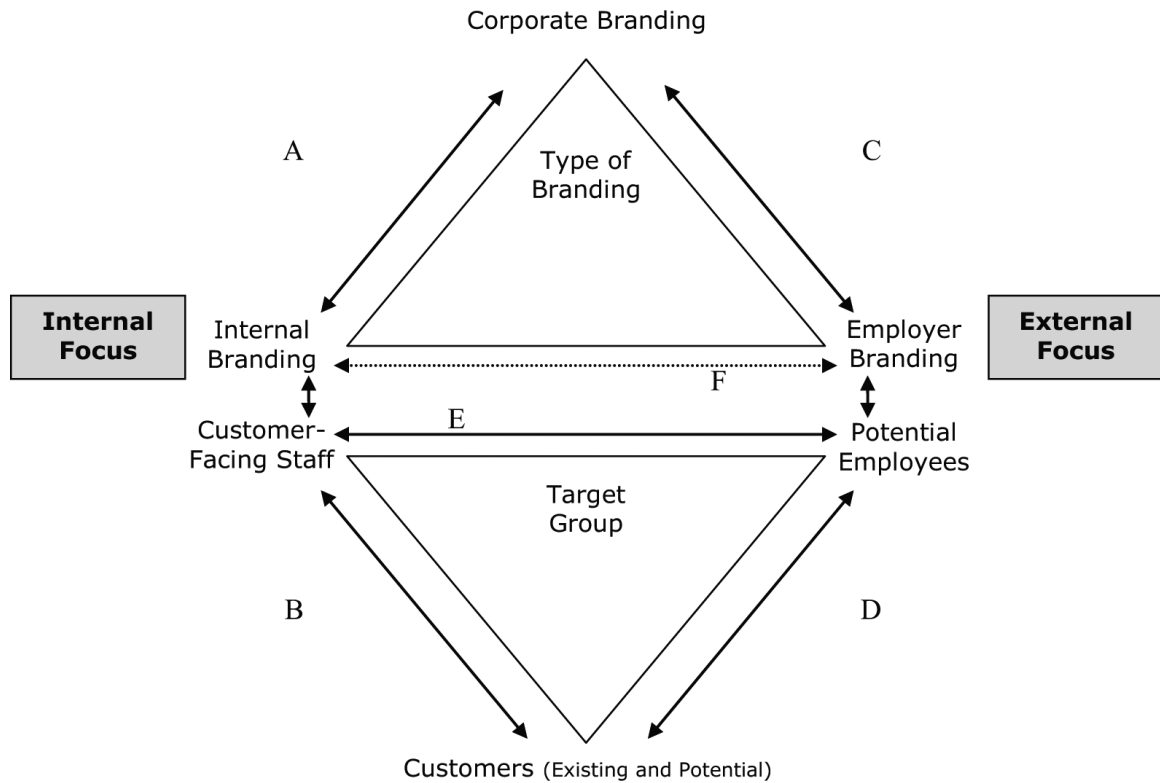 Corporate Branding
A
C
Type of
Branding
Internal
Focus
Internal
Branding
Employer
Branding
External
Focus
F
E
Customer-
Facing Staff
Potential
Employees
Target
Group
B
D
Customers (Existing and Potential)